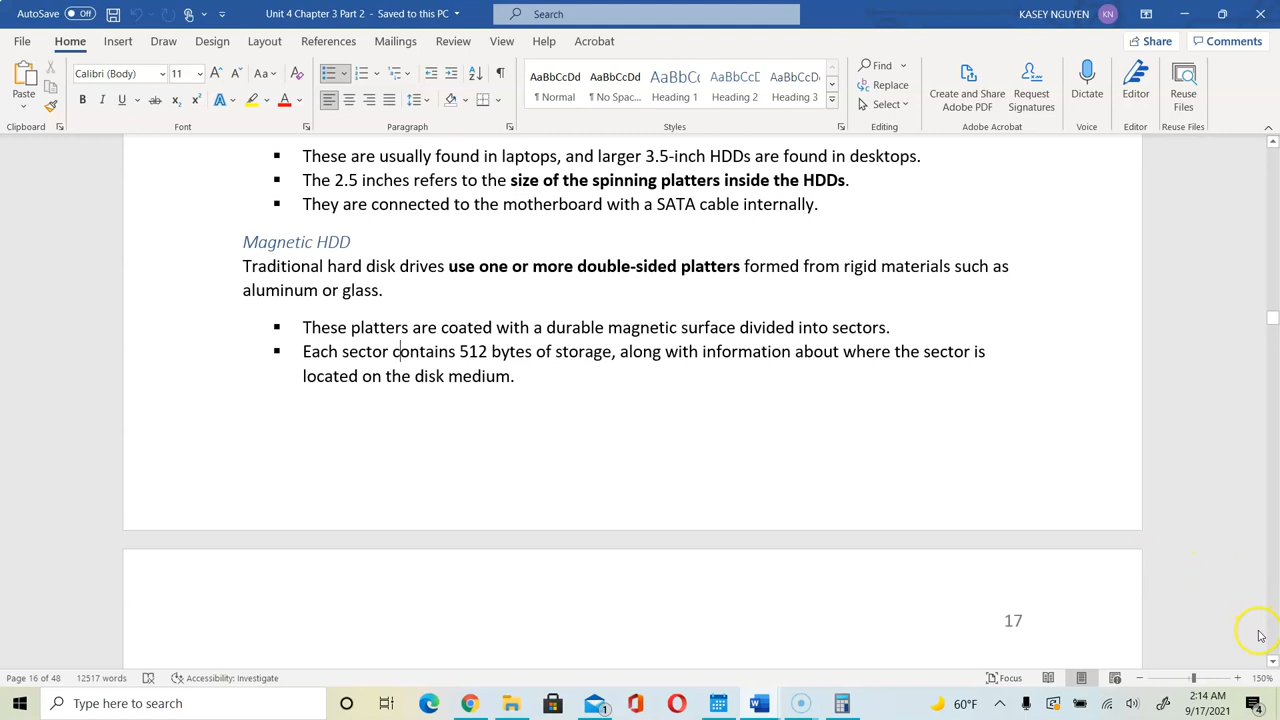 AutoSave Off Unit 4 Chapter 3 Part 2 - Saved to this PC Search KASEY NGUYEN KN
File Home Insert Draw Design Layout References Mailings Review View Help Acrobat Share Comments
Paste Calibri (Body) 11 Aa AaBbCcDd AaBbCcDd AaBbC AaBbCcD AaBbCcD Find Create and Share Adobe PDF Request Signatures Dictate Editor Reuse Files
B I U ab x2 x2 A A ¶ Normal ¶ No Spac... Heading 1 Heading 2 Heading 3 Replace
Select
Clipboard Font Paragraph Styles Editing Adobe Acrobat Voice Editor Reuse Files
▪ These are usually found in laptops, and larger 3.5-inch HDDs are found in desktops.
▪ The 2.5 inches refers to the size of the spinning platters inside the HDDs.
▪ They are connected to the motherboard with a SATA cable internally.
Magnetic HDD
Traditional hard disk drives use one or more double-sided platters formed from rigid materials such as
aluminum or glass.
▪ These platters are coated with a durable magnetic surface divided into sectors.
▪ Each sector contains 512 bytes of storage, along with information about where the sector is
located on the disk medium.
17
Page 16 of 48 12517 words Accessibility: Investigate Focus 150%
Type here to search 1 60°F 2:14 AM
9/17/2021 4